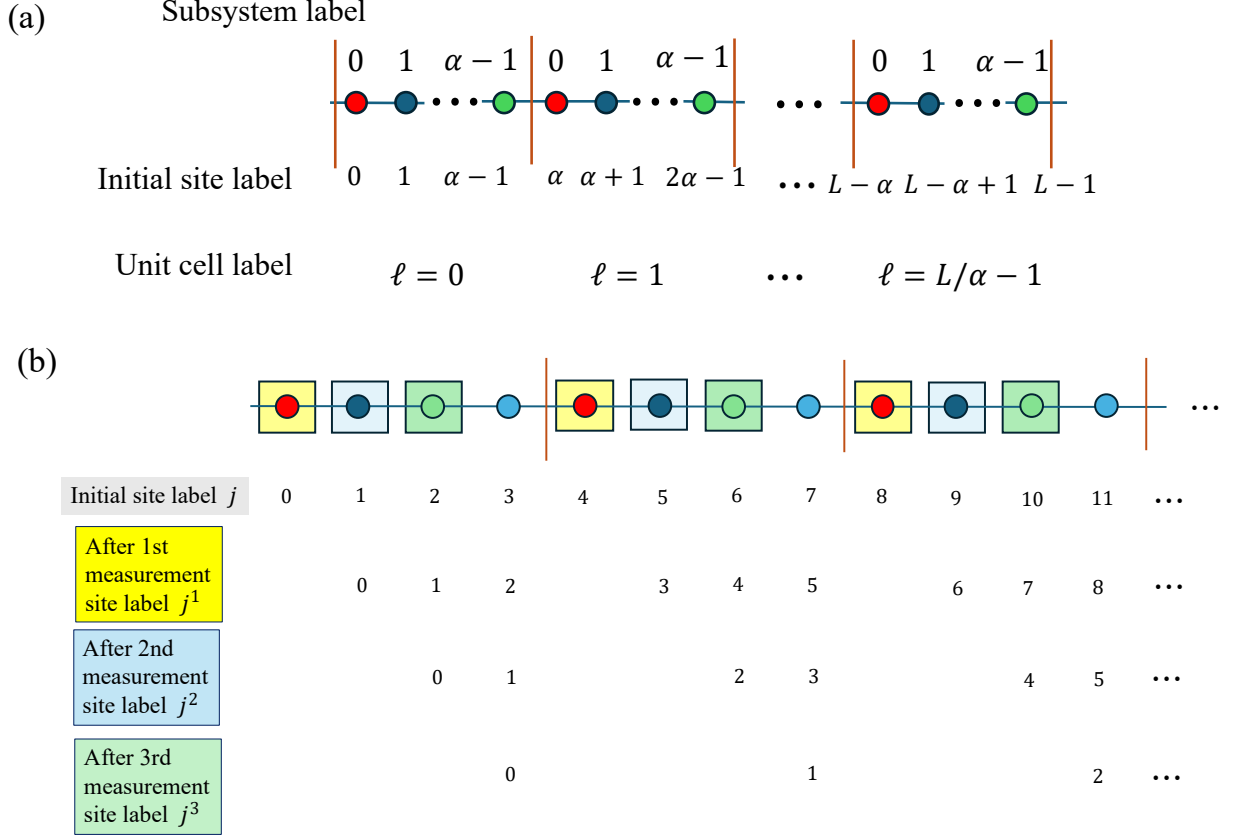 (a)
Subsystem label
0 1 α − 1 0 1 α − 1 0 1 α − 1
Initial site label 0 1 α − 1 α α + 1 2α − 1 ⋯ L − α L − α + 1 L − 1
Unit cell label ℓ = 0 ℓ = 1 ⋯ ℓ = L/α − 1
(b)
Initial site label j 0 1 2 3 4 5 6 7 8 9 10 11 ⋯
After 1st
measurement
site label j¹ 0 1 2 3 4 5 6 7 8 ⋯
After 2nd
measurement
site label j² 0 1 2 3 4 5 ⋯
After 3rd
measurement
site label j³ 0 1 2 ⋯